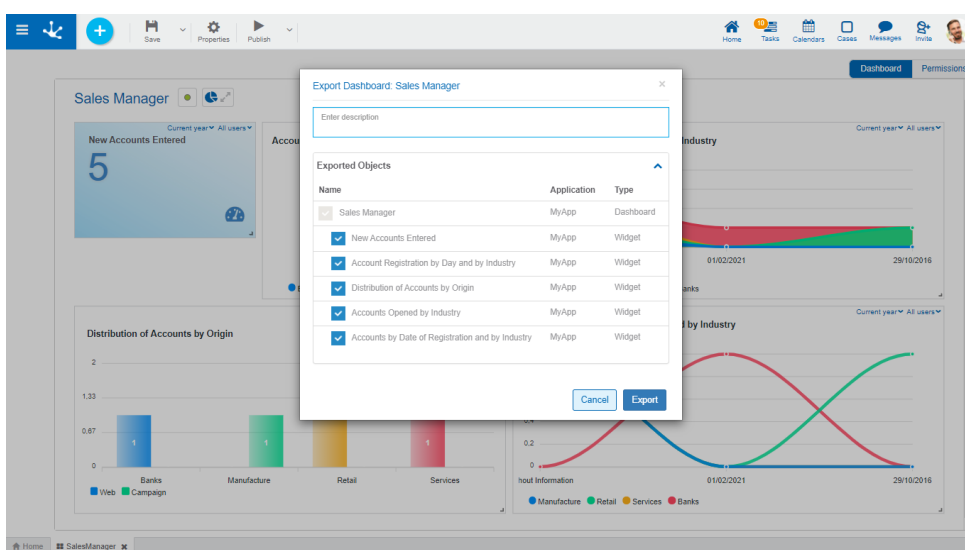 Save
Properties
Publish
Home
10
Tasks
Calendars
Cases
Messages
Invite
Dashboard
Permissions
Sales Manager
Current year All users
New Accounts Entered
5
Accou
Industry
Current year All users
01/02/2021
29/10/2016
anks
Export Dashboard: Sales Manager
×
Enter description
Exported Objects
Name Application Type
Sales Manager MyApp Dashboard
New Accounts Entered MyApp Widget
Account Registration by Day and by Industry MyApp Widget
Distribution of Accounts by Origin MyApp Widget
Accounts Opened by Industry MyApp Widget
Accounts by Date of Registration and by Industry MyApp Widget
Cancel Export
Distribution of Accounts by Origin
2
1,33
0,67
0
1
1
1
Banks Manufacture Retail Services
Web Campaign
d by Industry
Current year All users
0,4
0,2
0
hout Information 01/02/2021 29/10/2016
Manufacture Retail Services Banks
Home SalesManager